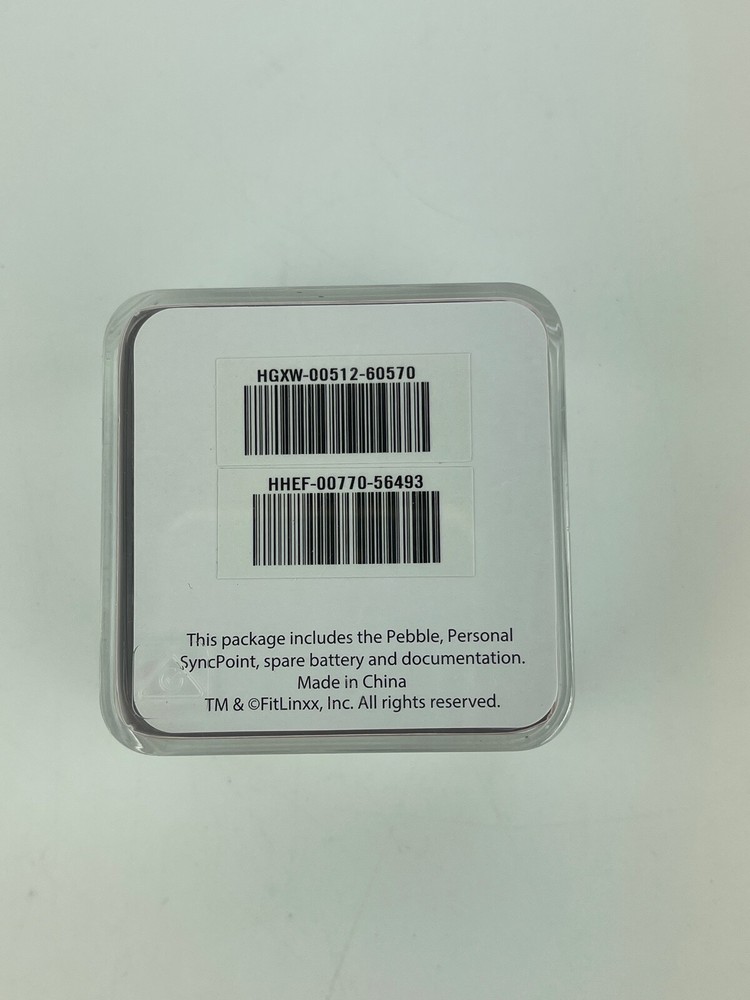 HGXW-00512-60570
HHEF-00770-56493
This package includes the Pebble, Personal
SyncPoint, spare battery and documentation.
Made in China
TM & ©FitLinxx, Inc. All rights reserved.